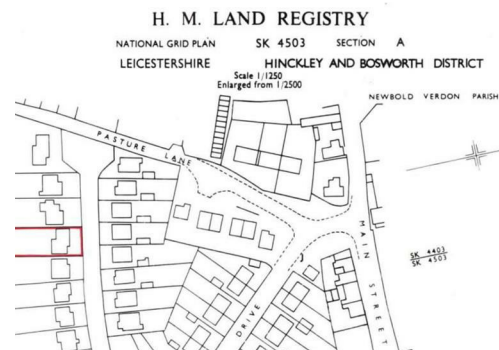 H. M. LAND REGISTRY
NATIONAL GRID PLAN SK 4503 SECTION A
LEICESTERSHIRE HINCKLEY AND BOSWORTH DISTRICT
Scale 1/1250
Enlarged from 1/2500
NEWBOLD VERDON PARISH
PASTURE LANE
MAIN STREET
SK 4403
SK 4503
DRIVE